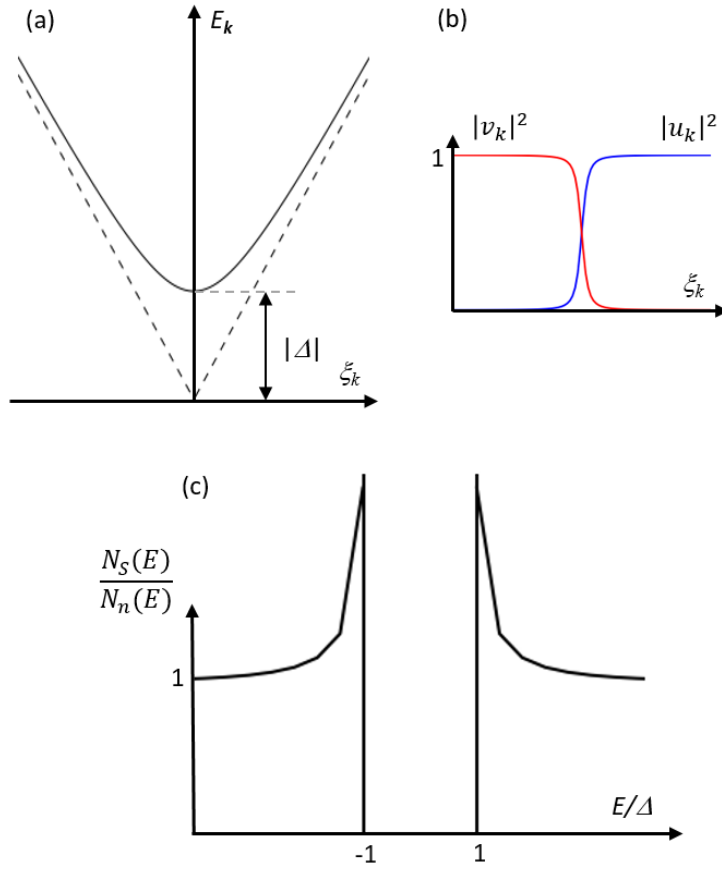 (a)
E_k
|Δ|
ξ_k
(b)
|v_k|² |u_k|²
1
ξ_k
(c)
N_S(E)
N_n(E)
1
E/Δ
-1 1